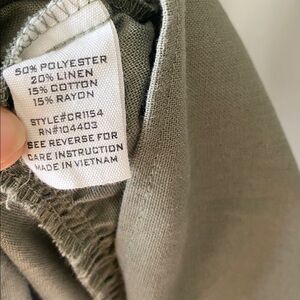 50% POLYESTER
20% LINEN
15% COTTON
15% RAYON
STYLE#CR1154
RN#104403
SEE REVERSE FOR
CARE INSTRUCTION
MADE IN VIETNAM